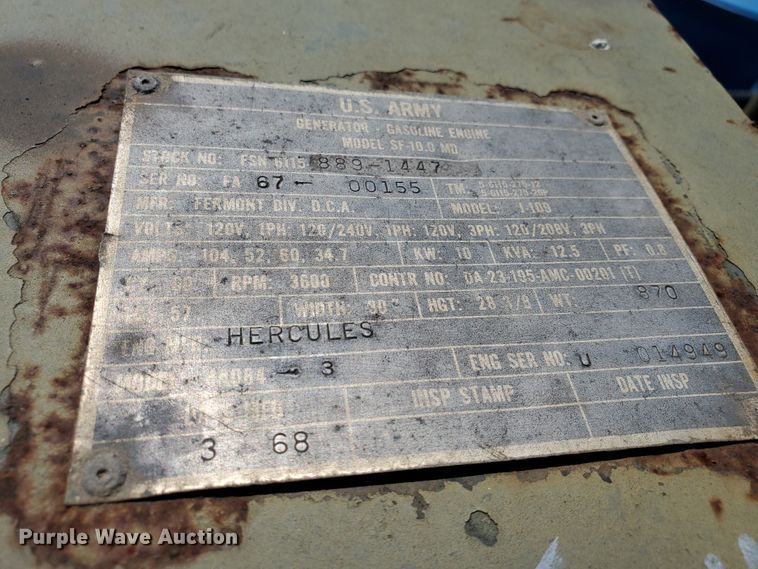 U.S. ARMY
GENERATOR GASOLINE ENGINE
MODEL SF-10.0 MD
STOCK NO: FSN 6115 889-1447
SER NO. FA 67- 00155 TM
MFR. FERMONT DIV. D.C.A. MODEL: J-109
VOLTS: 120V, 1PH: 120/240V, 1PH: 120V, 3PH: 120/208V, 3PH
AMPS: 104, 52, 60, 34.7 KW: 10 KVA: 12.5 PF: 0.8
60 RPM: 3600 CONTR NO: DA-23-195-AMC-00291 (T)
57 WIDTH: 30 HGT: 28 3/8 WT: 870
HERCULES
- 3 ENG SER NO: U 014949
INSP STAMP DATE INSP
3 68
Purple Wave Auction